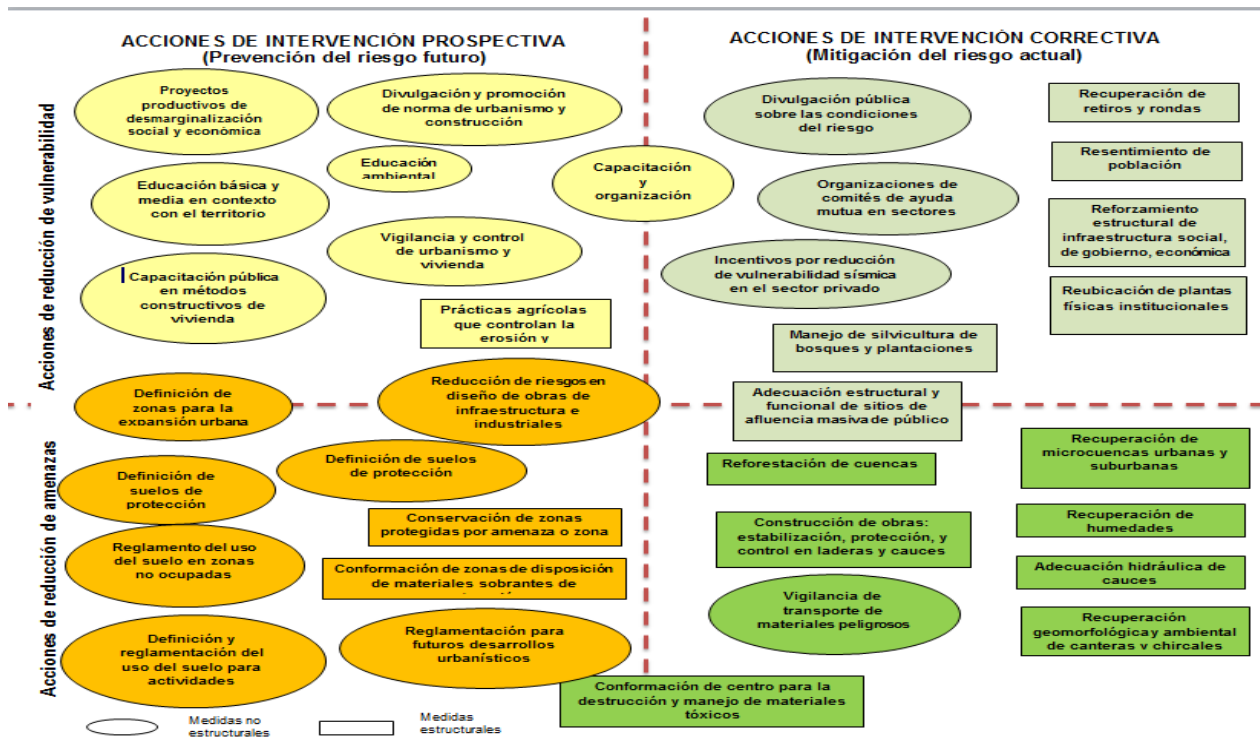 ACCIONES DE INTERVENCIÓN PROSPECTIVA
(Prevención del riesgo futuro)
ACCIONES DE INTERVENCIÓN CORRECTIVA
(Mitigación del riesgo actual)
Acciones de reducción de vulnerabilidad
Proyectos
productivos de
desmarginalización
social y económica
Divulgación y promoción
de norma de urbanismo y
construcción
Educación
ambiental
Educación básica y
media en contexto
con el territorio
Vigilancia y control
de urbanismo y
vivienda
Capacitación pública
en métodos
constructivos de
vivienda
Prácticas agrícolas
que controlan la
erosión y
Capacitación
y
organización
Divulgación pública
sobre las condiciones
del riesgo
Organizaciones de
comités de ayuda
mutua en sectores
Incentivos por reducción
de vulnerabilidad sísmica
en el sector privado
Manejo de silvicultura de
bosques y plantaciones
Adecuación estructural y
funcional de sitios de
afluencia masiva de público
Recuperación de
retiros y rondas
Resentimiento de
población
Reforzamiento
estructural de
infraestructura social,
de gobierno, económica
Reubicación de plantas
físicas institucionales
Acciones de reducción de amenazas
Definición de
zonas para la
expansión urbana
Reducción de riesgos en
diseño de obras de
infraestructura e
industriales
Definición de
suelos de
protección
Definición de suelos
de protección
Conservación de zonas
protegidas por amenaza o zona
Reglamento del uso
del suelo en zonas
no ocupadas
Conformación de zonas de disposición
de materiales sobrantes de
Definición y
reglamentación del
uso del suelo para
actividades
Reglamentación para
futuros desarrollos
urbanísticos
Reforestación de cuencas
Construcción de obras:
estabilización, protección, y
control en laderas y cauces
Vigilancia de
transporte de
materiales peligrosos
Conformación de centro para la
destrucción y manejo de materiales
tóxicos
Recuperación de
microcuencas urbanas y
suburbanas
Recuperación de
humedades
Adecuación hidráulica de
cauces
Recuperación
geomorfológica y ambiental
de canteras y chircales
Medidas no
estructurales
Medidas
estructurales